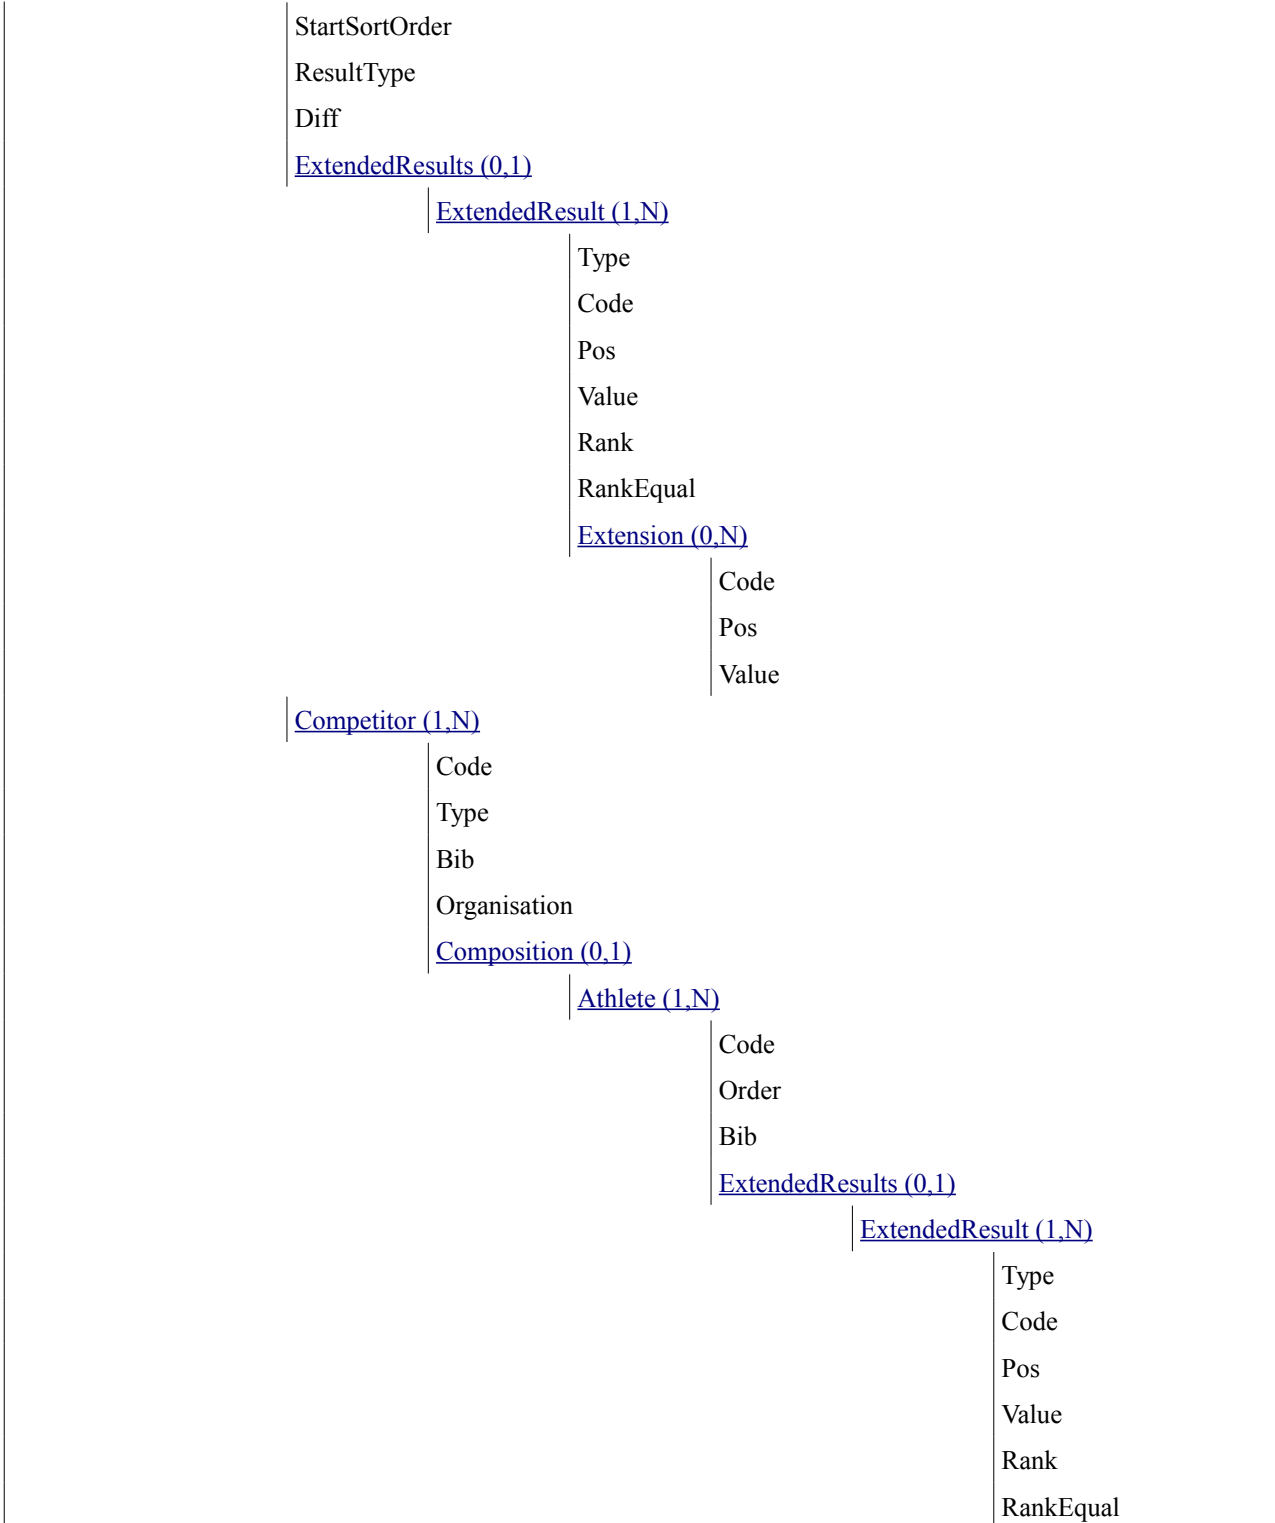 StartSortOrder
ResultType
Diff
ExtendedResults (0,1)
ExtendedResult (1,N)
Type
Code
Pos
Value
Rank
RankEqual
Extension (0,N)
Code
Pos
Value
Competitor (1,N)
Code
Type
Bib
Organisation
Composition (0,1)
Athlete (1,N)
Code
Order
Bib
ExtendedResults (0,1)
ExtendedResult (1,N)
Type
Code
Pos
Value
Rank
RankEqual